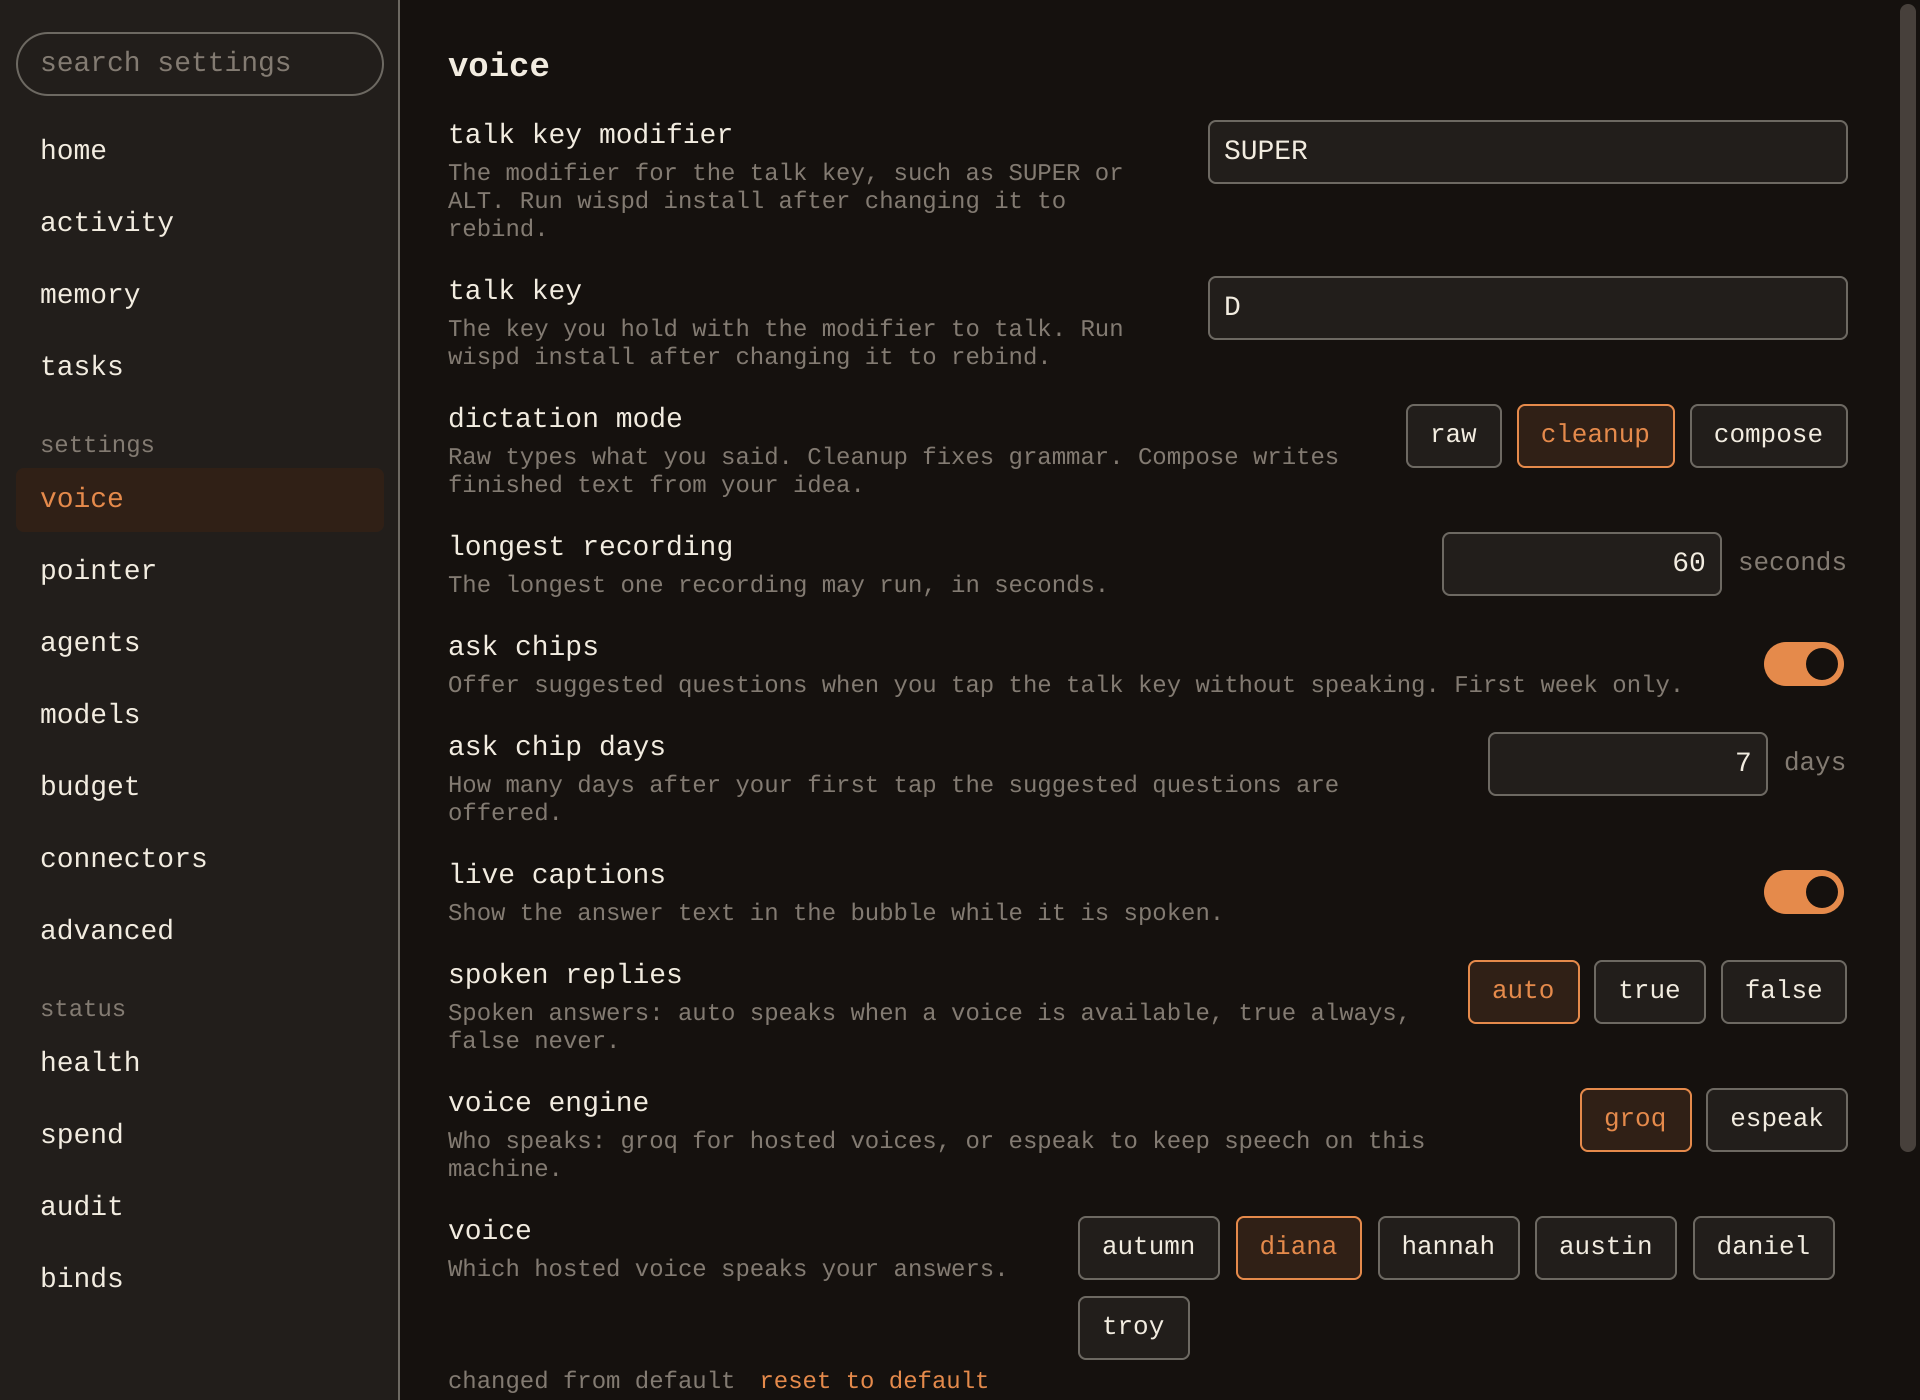 search settings
home
activity
memory
tasks
settings
voice
pointer
agents
models
budget
connectors
advanced
status
health
spend
audit
binds
voice
talk key modifier
The modifier for the talk key, such as SUPER or
ALT. Run wispd install after changing it to
rebind.
SUPER
talk key
The key you hold with the modifier to talk. Run
wispd install after changing it to rebind.
D
dictation mode
Raw types what you said. Cleanup fixes grammar. Compose writes
finished text from your idea.
raw cleanup compose
longest recording
The longest one recording may run, in seconds.
60 seconds
ask chips
Offer suggested questions when you tap the talk key without speaking. First week only.
ask chip days
How many days after your first tap the suggested questions are
offered.
7 days
live captions
Show the answer text in the bubble while it is spoken.
spoken replies
Spoken answers: auto speaks when a voice is available, true always,
false never.
auto true false
voice engine
Who speaks: groq for hosted voices, or espeak to keep speech on this
machine.
groq espeak
voice
Which hosted voice speaks your answers.
autumn diana hannah austin daniel
troy
changed from default reset to default